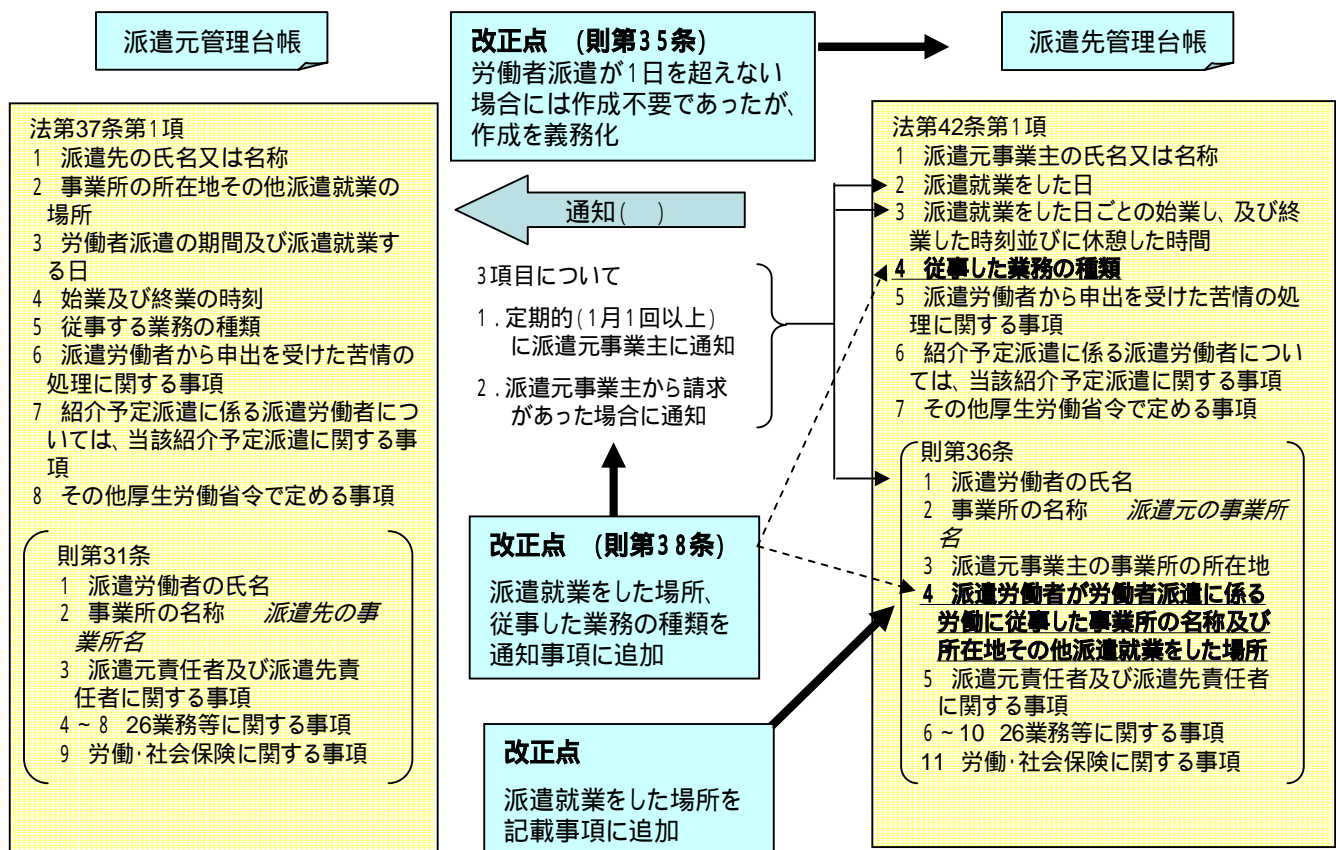 派遣元管理台帳
法第37条第1項
1 派遣先の氏名又は名称
2 事業所の所在地その他派遣就業の
場所
3 労働者派遣の期間及び派遣就業す
る日
4 始業及び終業の時刻
5 従事する業務の種類
6 派遣労働者から申出を受けた苦情の
処理に関する事項
7 紹介予定派遣に係る派遣労働者につ
いては、当該紹介予定派遣に関する事
項
8 その他厚生労働省令で定める事項
則第31条
1 派遣労働者の氏名
2 事業所の名称 派遣先の事
業所名
3 派遣元責任者及び派遣先責
任者に関する事項
4~8 26業務等に関する事項
9 労働・社会保険に関する事項
改正点 (則第35条)
労働者派遣が1日を超えない
場合には作成不要であったが、
作成を義務化
通知( )
3項目について
1.定期的(1月1回以上)
に派遣元事業主に通知
2.派遣元事業主から請求
があった場合に通知
改正点 (則第38条)
派遣就業をした場所、
従事した業務の種類を
通知事項に追加
改正点
派遣就業をした場所を
記載事項に追加
派遣先管理台帳
法第42条第1項
1 派遣元事業主の氏名又は名称
2 派遣就業をした日
3 派遣就業をした日ごとの始業し、及び終
業した時刻並びに休憩した時間
4 従事した業務の種類
5 派遣労働者から申出を受けた苦情の処
理に関する事項
6 紹介予定派遣に係る派遣労働者につい
ては、当該紹介予定派遣に関する事項
7 その他厚生労働省令で定める事項
則第36条
1 派遣労働者の氏名
2 事業所の名称 派遣元の事業所
名
3 派遣元事業主の事業所の所在地
4 派遣労働者が労働者派遣に係る
労働に従事した事業所の名称及び
所在地その他派遣就業をした場所
5 派遣元責任者及び派遣先責任者
に関する事項
6~10 26業務等に関する事項
11 労働・社会保険に関する事項